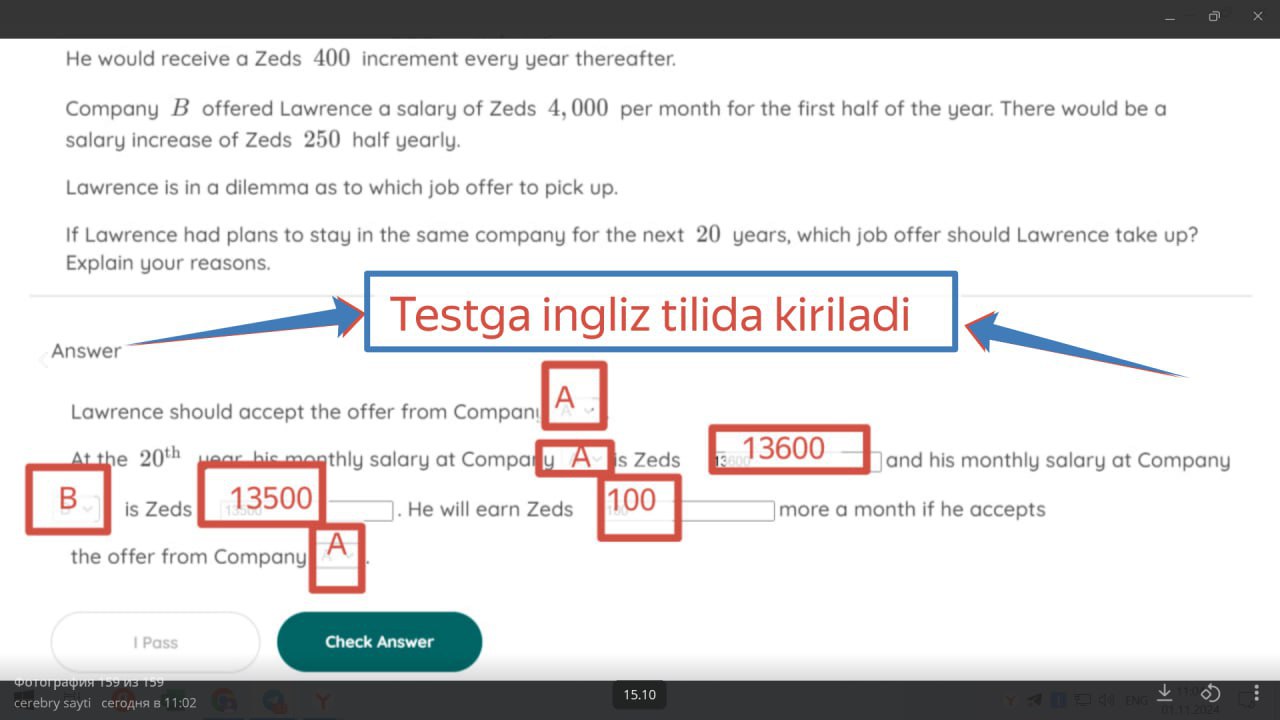 He would receive a Zeds 400 increment every year thereafter.
Company B offered Lawrence a salary of Zeds 4,000 per month for the first half of the year. There would be a
salary increase of Zeds 250 half yearly.
Lawrence is in a dilemma as to which job offer to pick up.
If Lawrence had plans to stay in the same company for the next 20 years, which job offer should Lawrence take up?
Explain your reasons.
Testga ingliz tilida kiriladi
Answer
Lawrence should accept the offer from Company A .
At the 20th year, his monthly salary at Company A is Zeds 13600 and his monthly salary at Company
B is Zeds 13500 . He will earn Zeds 100 more a month if he accepts
the offer from Company A .
I Pass Check Answer
Фотография 159 из 159
cerebry sayti сегодня в 11:02
15.10
ENG
01.11.2024